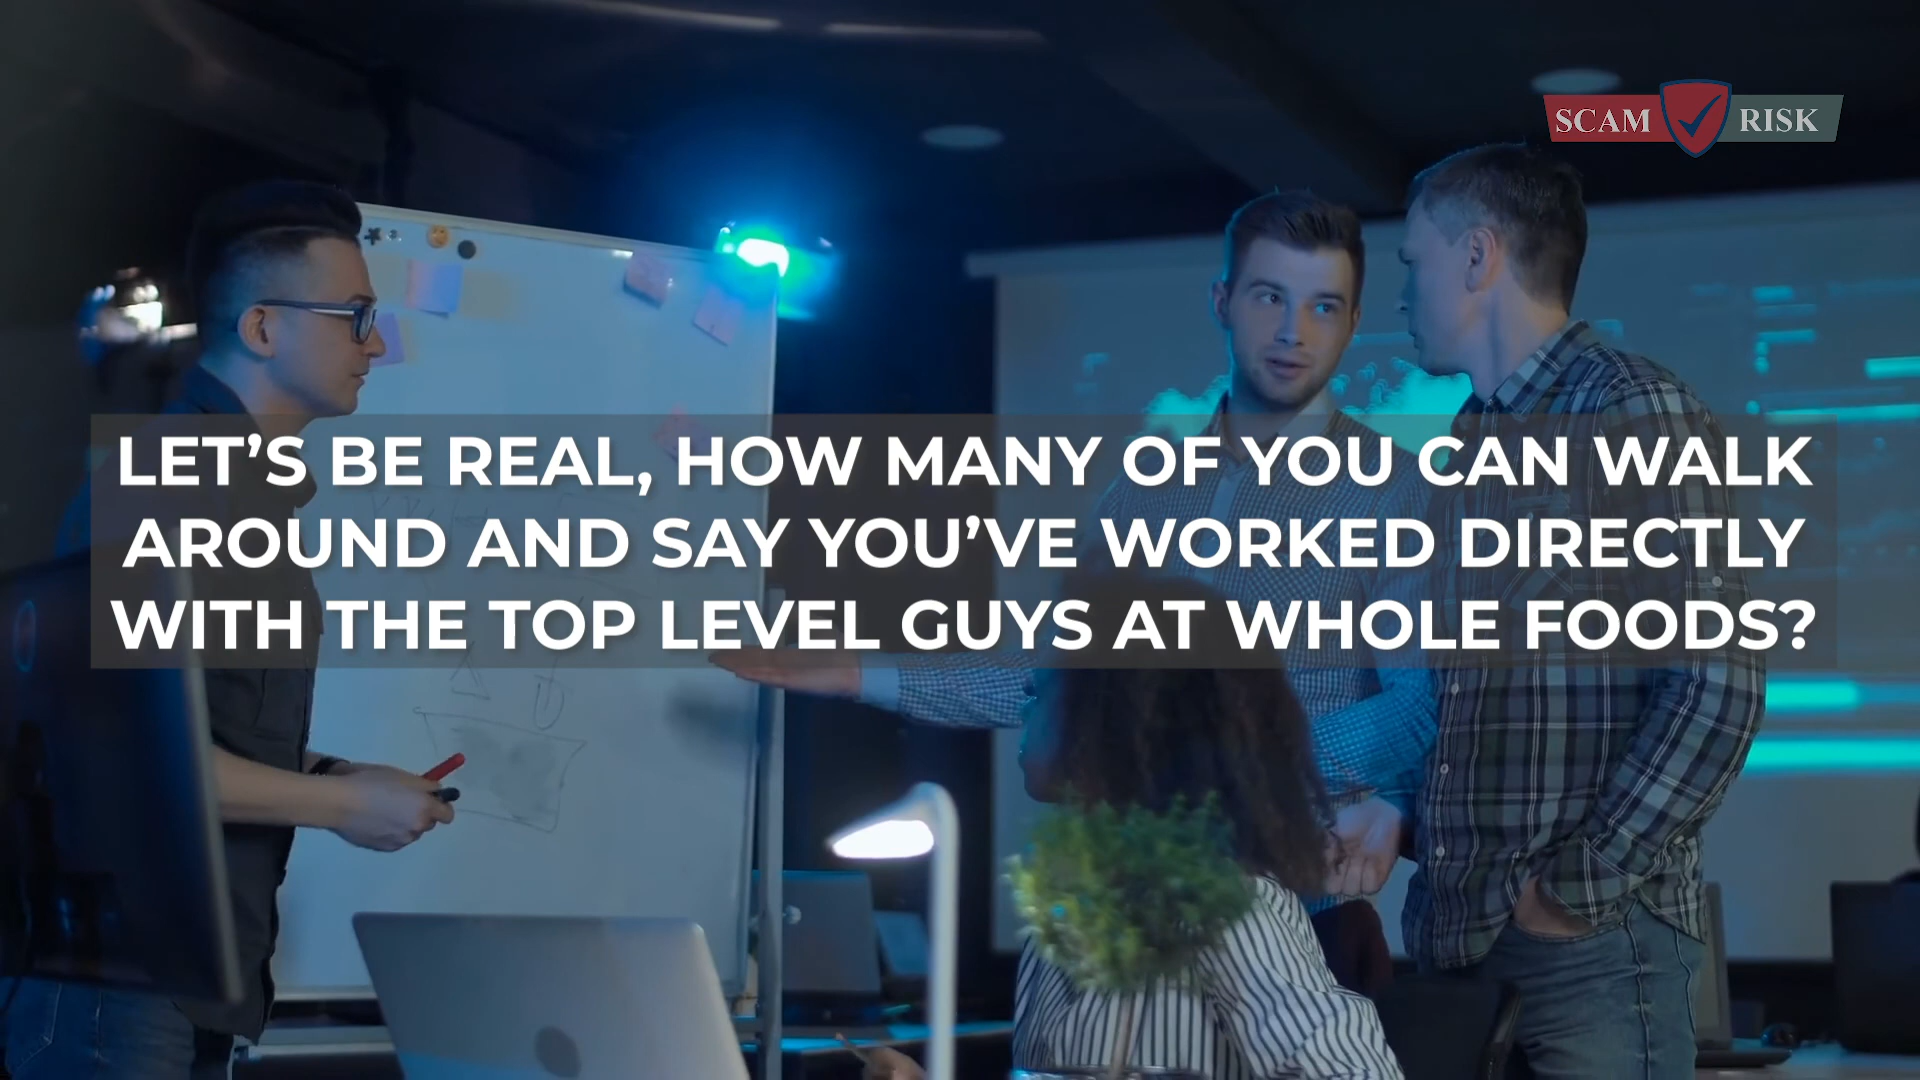 SCAM RISK
LET’S BE REAL, HOW MANY OF YOU CAN WALK
AROUND AND SAY YOU’VE WORKED DIRECTLY
WITH THE TOP LEVEL GUYS AT WHOLE FOODS?